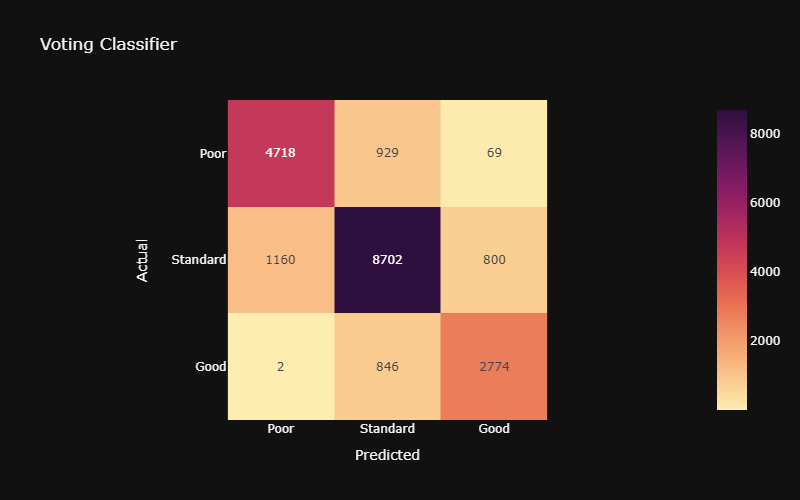 Voting Classifier
8000
Poor 4718 929 69
6000
Actual
Standard 1160 8702 800
4000
2000
Good 2 846 2774
Poor Standard Good
Predicted